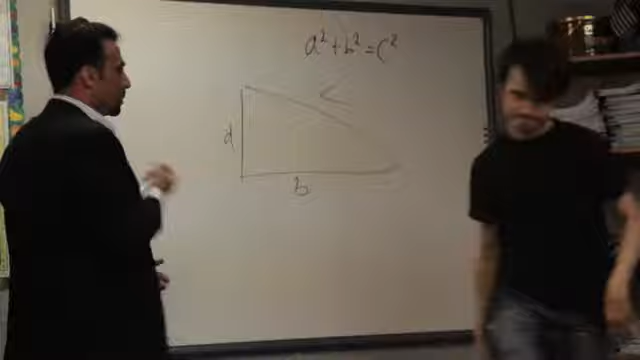 a² + b² = c²
a
b